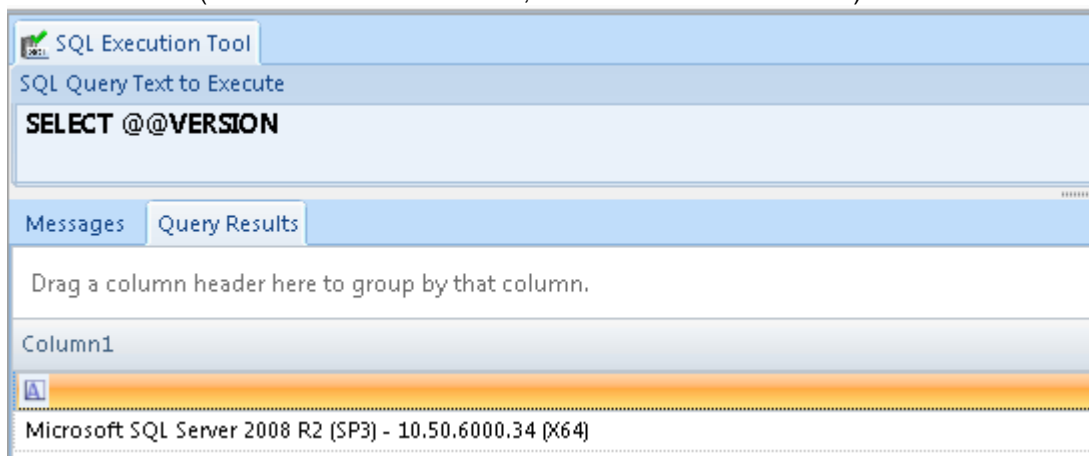 SQL Execution Tool
SQL Query Text to Execute
SELECT @@VERSION
Messages Query Results
Drag a column header here to group by that column.
Column1
A
Microsoft SQL Server 2008 R2 (SP3) - 10.50.6000.34 (X64)